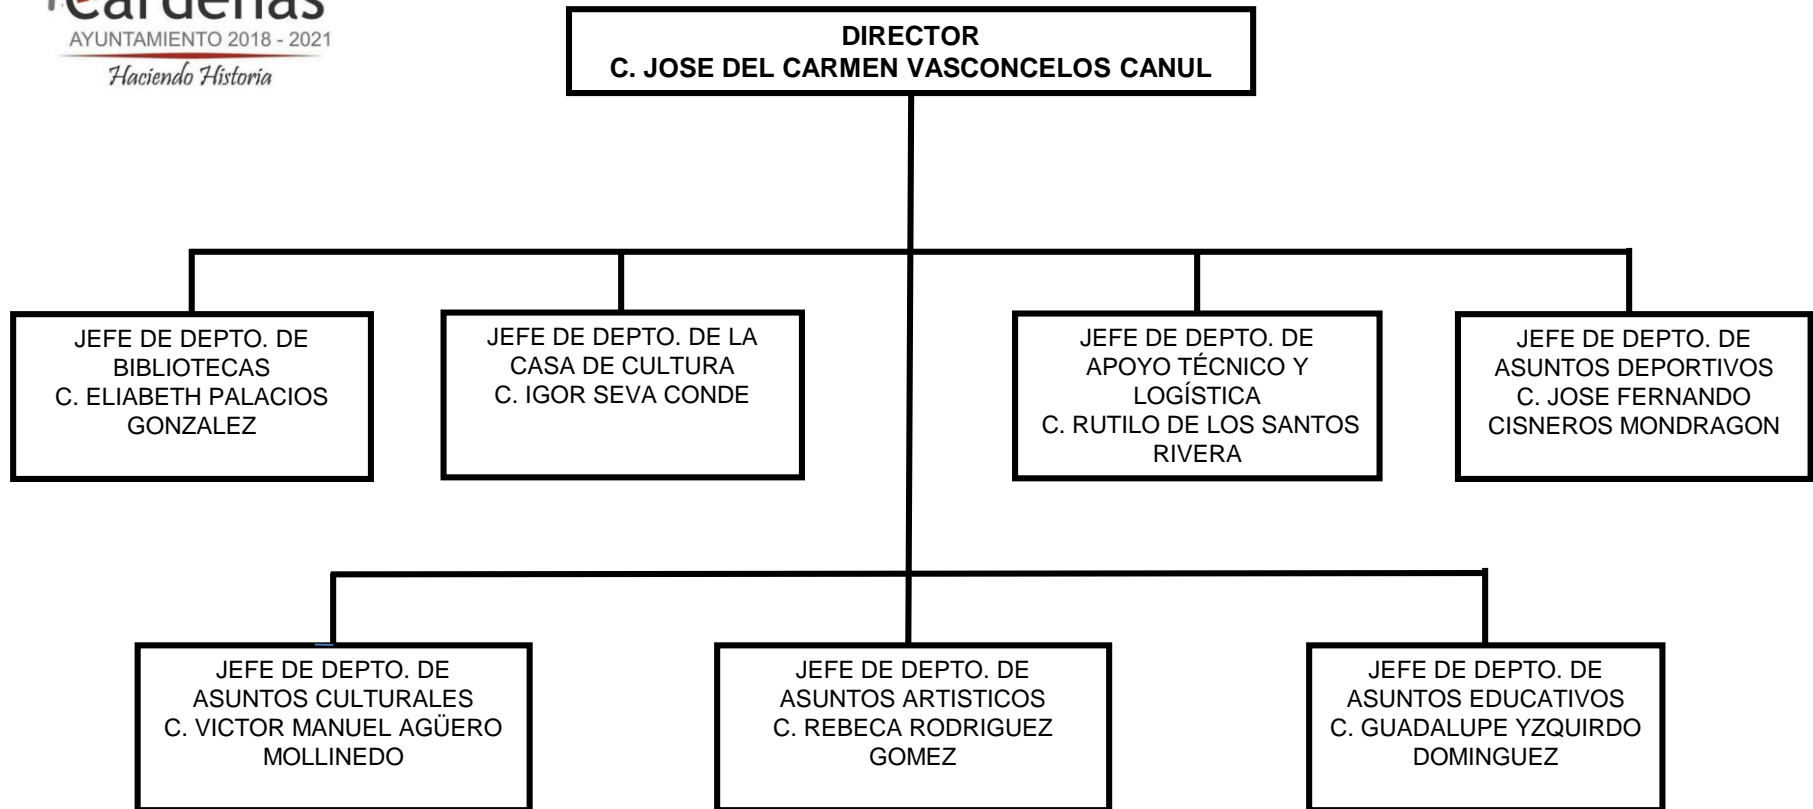 Cárdenas
AYUNTAMIENTO 2018 - 2021
Haciendo Historia
DIRECTOR
C. JOSE DEL CARMEN VASCONCELOS CANUL
JEFE DE DEPTO. DE
BIBLIOTECAS
C. ELIABETH PALACIOS
GONZALEZ
JEFE DE DEPTO. DE LA
CASA DE CULTURA
C. IGOR SEVA CONDE
JEFE DE DEPTO. DE
APOYO TÉCNICO Y
LOGÍSTICA
C. RUTILO DE LOS SANTOS
RIVERA
JEFE DE DEPTO. DE
ASUNTOS DEPORTIVOS
C. JOSE FERNANDO
CISNEROS MONDRAGON
JEFE DE DEPTO. DE
ASUNTOS CULTURALES
C. VICTOR MANUEL AGÜERO
MOLLINEDO
JEFE DE DEPTO. DE
ASUNTOS ARTISTICOS
C. REBECA RODRIGUEZ
GOMEZ
JEFE DE DEPTO. DE
ASUNTOS EDUCATIVOS
C. GUADALUPE YZQUIRDO
DOMINGUEZ